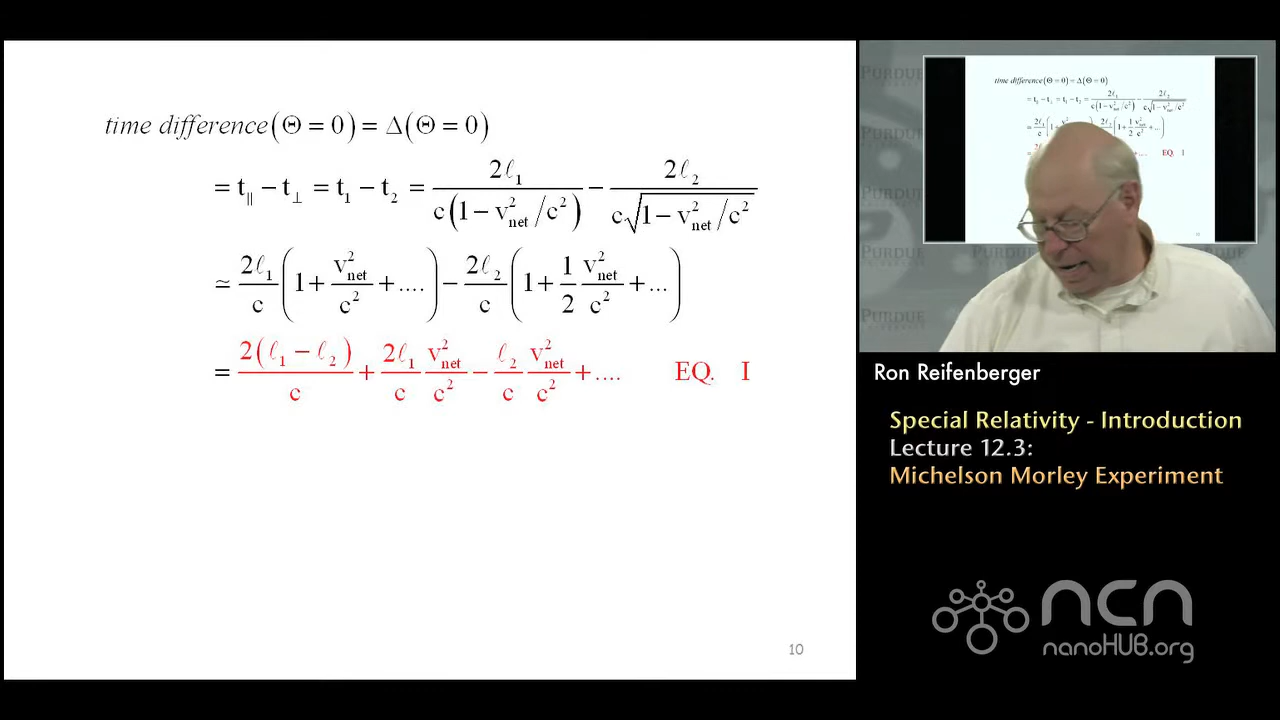 time difference(Θ = 0) = Δ(Θ = 0)
= t∥ − t⊥ = t₁ − t₂ = 2ℓ₁ / c(1 − v²net/c²) − 2ℓ₂ / c√(1 − v²net/c²)
≃ 2ℓ₁/c (1 + v²net/c² + ....) − 2ℓ₂/c (1 + 1/2 v²net/c² + ...)
= 2(ℓ₁ − ℓ₂)/c + 2ℓ₁/c v²net/c² − ℓ₂/c v²net/c² + .... EQ. I
10
Ron Reifenberger
Special Relativity - Introduction
Lecture 12.3:
Michelson Morley Experiment
ncn
nanoHUB.org
PURDUE